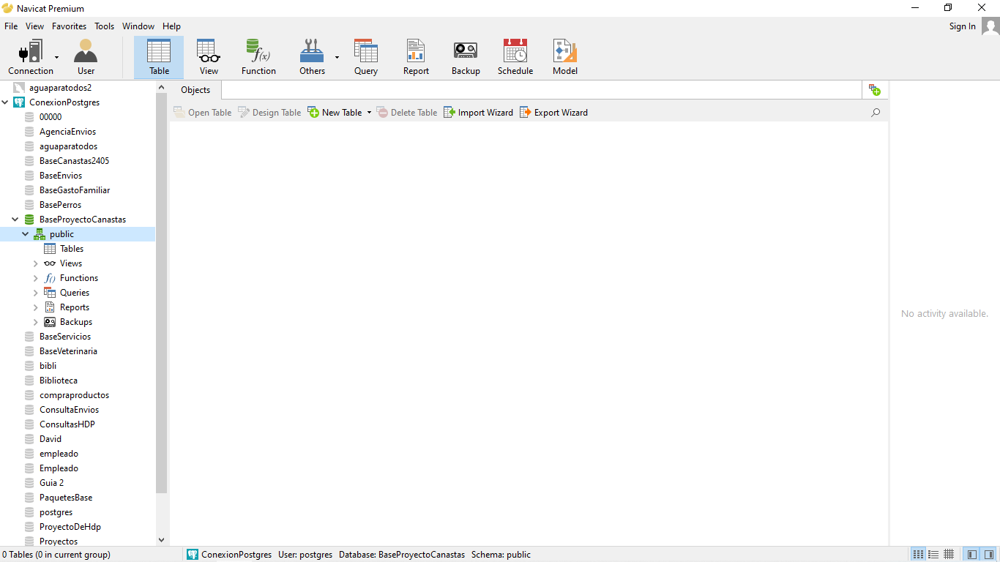 Navicat Premium
File View Favorites Tools Window Help Sign In
Connection User Table View Function Others Query Report Backup Schedule Model
f(x)
Objects
Open Table Design Table New Table Delete Table Import Wizard Export Wizard
aguaparatodos2
ConexionPostgres
00000
AgenciaEnvios
aguaparatodos
BaseCanastas2405
BaseEnvios
BaseGastoFamiliar
BasePerros
BaseProyectoCanastas
public
Tables
Views
f() Functions
Queries
Reports
Backups
BaseServicios
BaseVeterinaria
bibli
Biblioteca
compraproductos
ConsultaEnvios
ConsultasHDP
David
empleado
Empleado
Guia 2
PaquetesBase
postgres
ProyectoDeHdp
Proyectos
No activity available.
0 Tables (0 in current group) ConexionPostgres User: postgres Database: BaseProyectoCanastas Schema: public